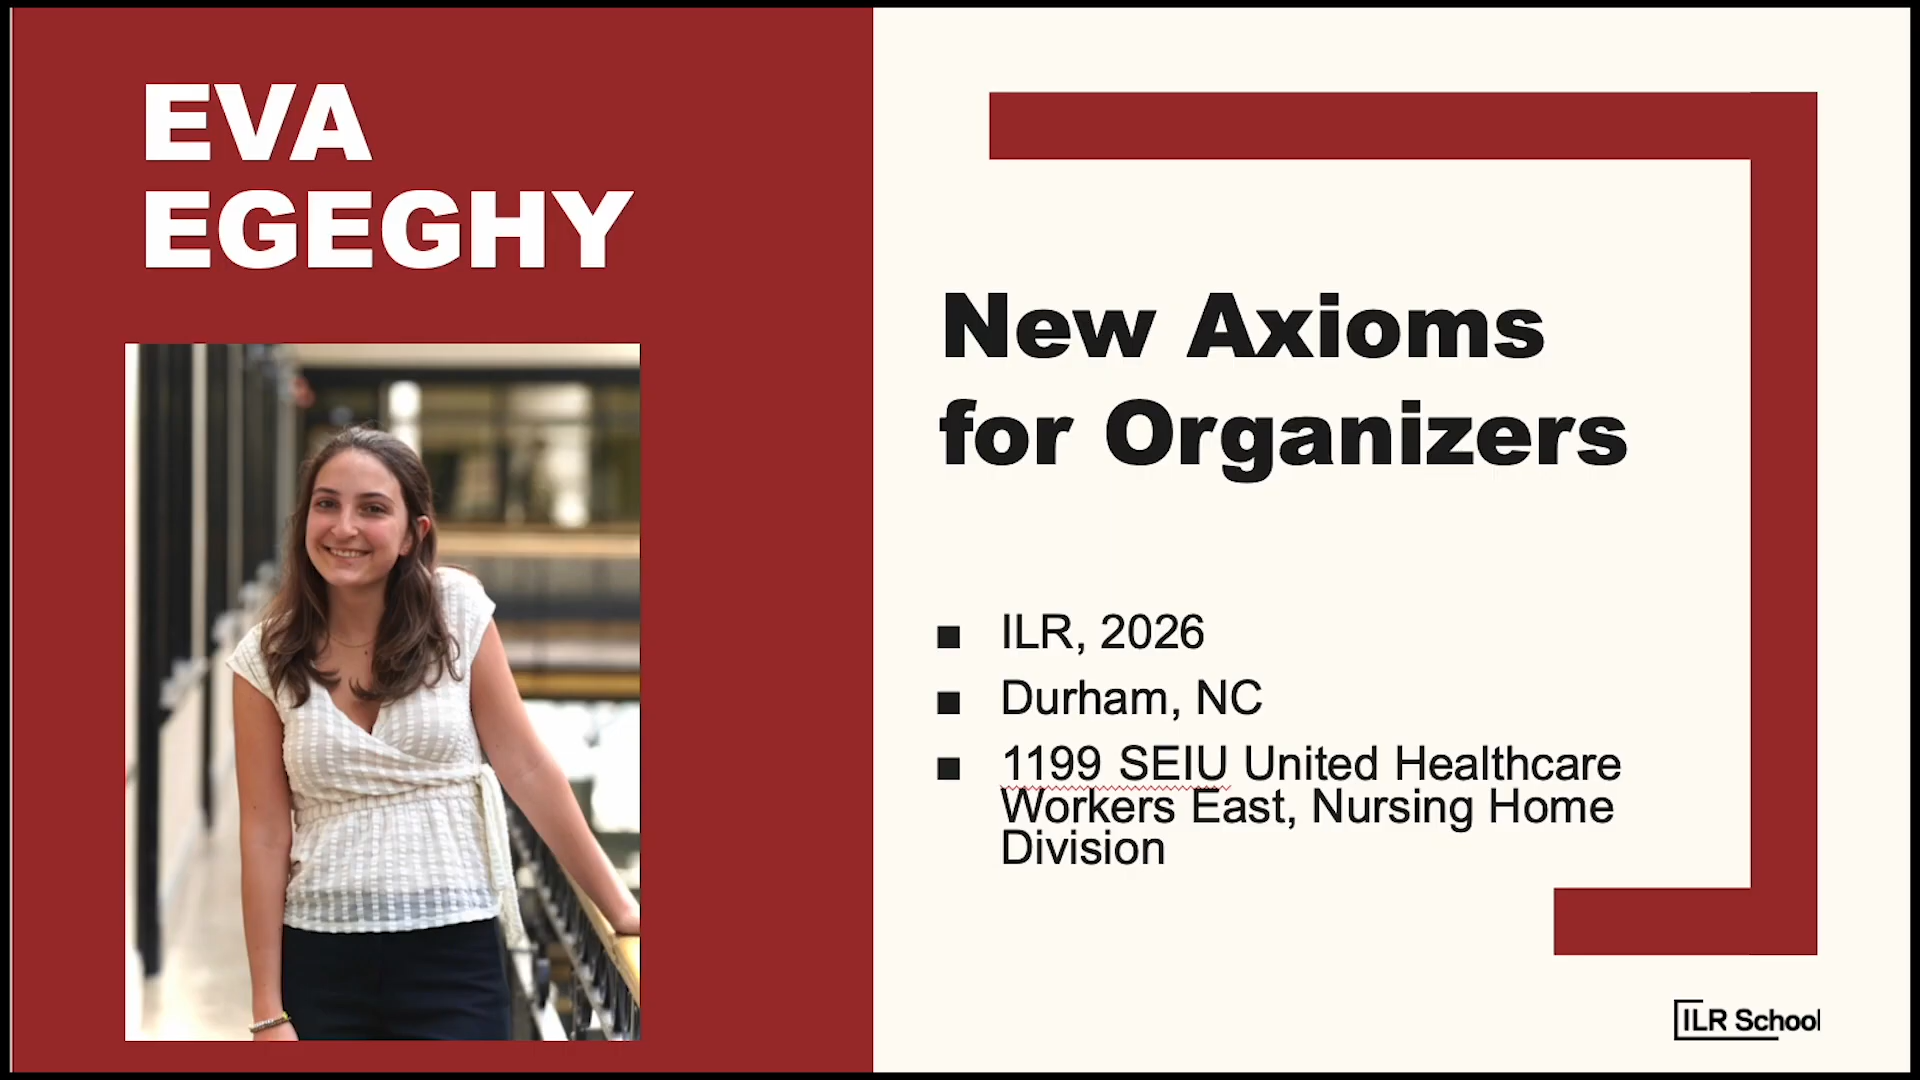 EVA
EGEGHY
New Axioms
for Organizers
■ ILR, 2026
■ Durham, NC
■ 1199 SEIU United Healthcare
Workers East, Nursing Home
Division
ILR School